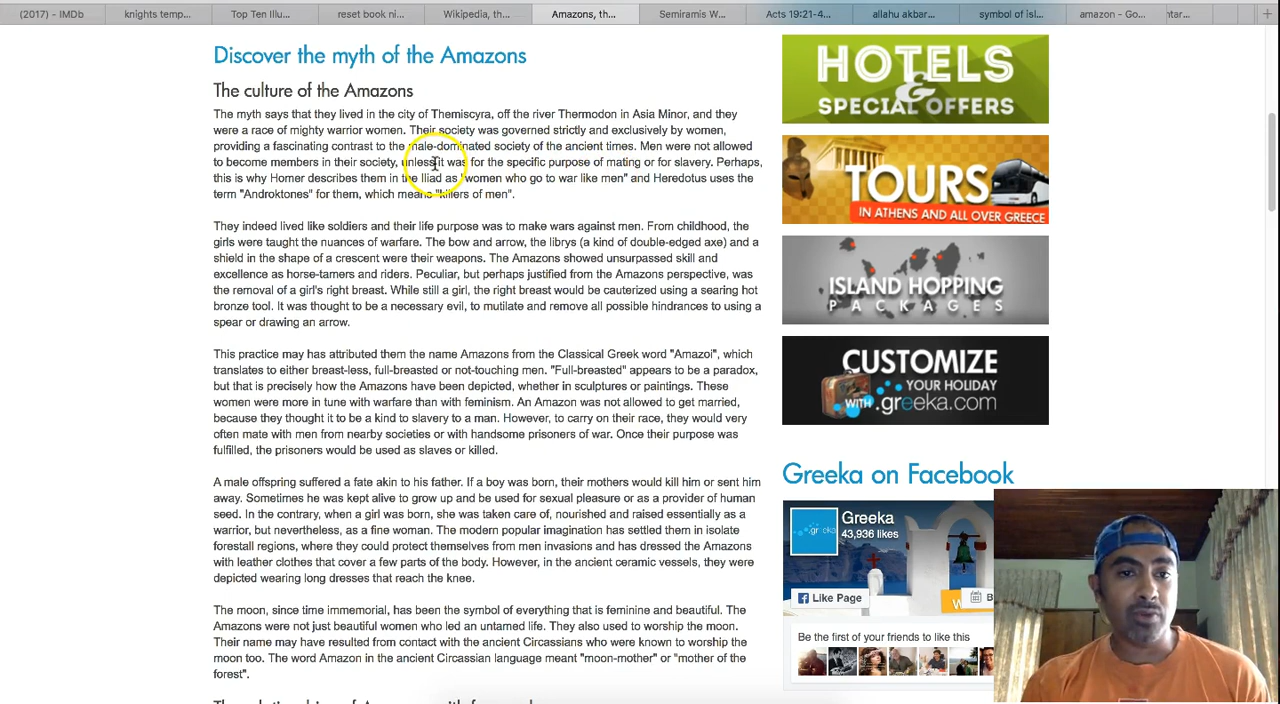 (2017) - IMDb
knights temp...
Top Ten Illu...
reset book ni...
Wikipedia, th...
Amazons, th...
Semiramis W...
Acts 19:21-4...
allahu akbar...
symbol of isl...
amazon - Go...
ntar...
Discover the myth of the Amazons
The culture of the Amazons
The myth says that they lived in the city of Themiscyra, off the river Thermodon in Asia Minor, and they
were a race of mighty warrior women. Their society was governed strictly and exclusively by women,
providing a fascinating contrast to the male-dominated society of the ancient times. Men were not allowed
to become members in their society, unless it was for the specific purpose of mating or for slavery. Perhaps,
this is why Homer describes them in the Iliad as "women who go to war like men" and Heredotus uses the
term "Androktones" for them, which means "killers of men".
They indeed lived like soldiers and their life purpose was to make wars against men. From childhood, the
girls were taught the nuances of warfare. The bow and arrow, the librys (a kind of double-edged axe) and a
shield in the shape of a crescent were their weapons. The Amazons showed unsurpassed skill and
excellence as horse-tamers and riders. Peculiar, but perhaps justified from the Amazons perspective, was
the removal of a girl's right breast. While still a girl, the right breast would be cauterized using a searing hot
bronze tool. It was thought to be a necessary evil, to mutilate and remove all possible hindrances to using a
spear or drawing an arrow.
This practice may has attributed them the name Amazons from the Classical Greek word "Amazoi", which
translates to either breast-less, full-breasted or not-touching men. "Full-breasted" appears to be a paradox,
but that is precisely how the Amazons have been depicted, whether in sculptures or paintings. These
women were more in tune with warfare than with feminism. An Amazon was not allowed to get married,
because they thought it to be a kind to slavery to a man. However, to carry on their race, they would very
often mate with men from nearby societies or with handsome prisoners of war. Once their purpose was
fulfilled, the prisoners would be used as slaves or killed.
A male offspring suffered a fate akin to his father. If a boy was born, their mothers would kill him or sent him
away. Sometimes he was kept alive to grow up and be used for sexual pleasure or as a provider of human
seed. In the contrary, when a girl was born, she was taken care of, nourished and raised essentially as a
warrior, but nevertheless, as a fine woman. The modern popular imagination has settled them in isolate
forestall regions, where they could protect themselves from men invasions and has dressed the Amazons
with leather clothes that cover a few parts of the body. However, in the ancient ceramic vessels, they were
depicted wearing long dresses that reach the knee.
The moon, since time immemorial, has been the symbol of everything that is feminine and beautiful. The
Amazons were not just beautiful women who led an untamed life. They also used to worship the moon.
Their name may have resulted from contact with the ancient Circassians who were known to worship the
moon too. The word Amazon in the ancient Circassian language meant "moon-mother" or "mother of the
forest".
HOTELS
&
SPECIAL OFFERS
TOURS
IN ATHENS AND ALL OVER GREECE
ISLAND HOPPING
PACKAGES
CUSTOMIZE
YOUR HOLIDAY
WITH .greeka.com
Greeka on Facebook
Greeka
43,936 likes
Like Page
Be the first of your friends to like this